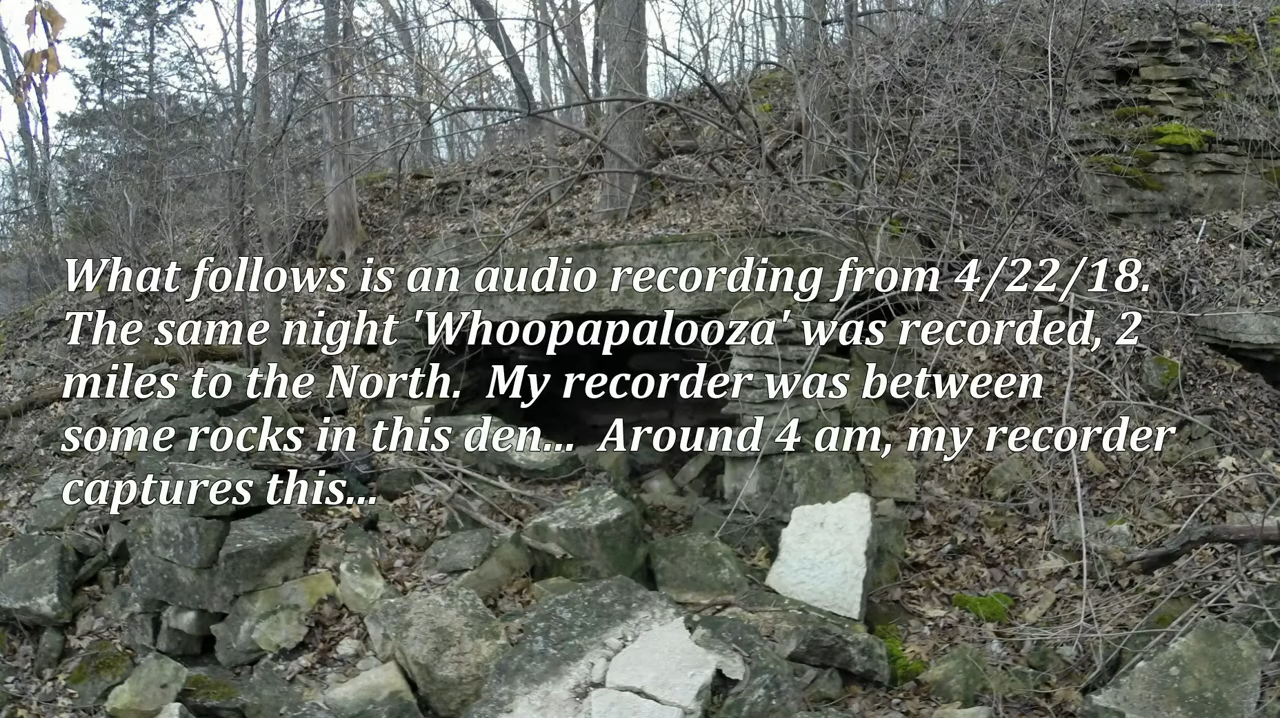 What follows is an audio recording from 4/22/18.
The same night 'Whoopapalooza' was recorded, 2
miles to the North.  My recorder was between
some rocks in this den...  Around 4 am, my recorder
captures this...